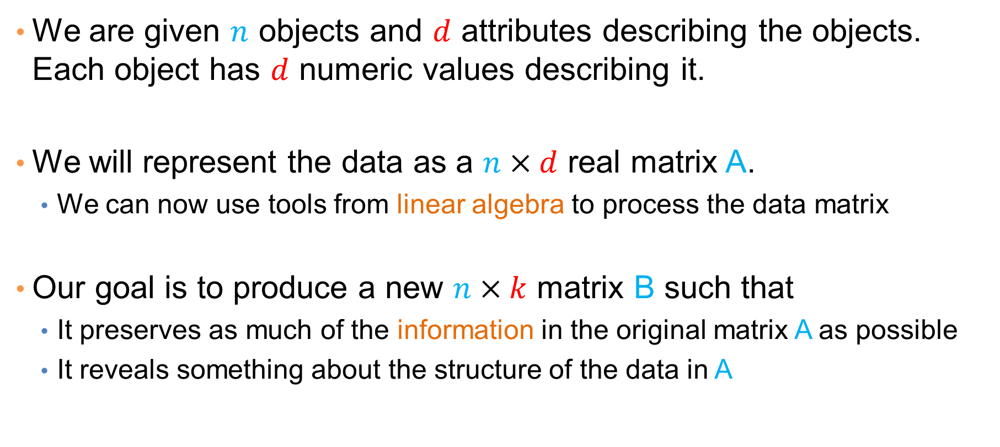 • We are given n objects and d attributes describing the objects.
Each object has d numeric values describing it.
• We will represent the data as a n × d real matrix A.
• We can now use tools from linear algebra to process the data matrix
• Our goal is to produce a new n × k matrix B such that
• It preserves as much of the information in the original matrix A as possible
• It reveals something about the structure of the data in A